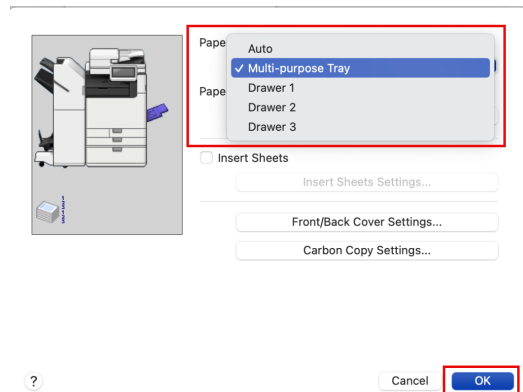 Pape
Auto
✓ Multi-purpose Tray
Pape
Drawer 1
Drawer 2
Drawer 3
Insert Sheets
Insert Sheets Settings...
Front/Back Cover Settings...
Carbon Copy Settings...
?
Cancel
OK